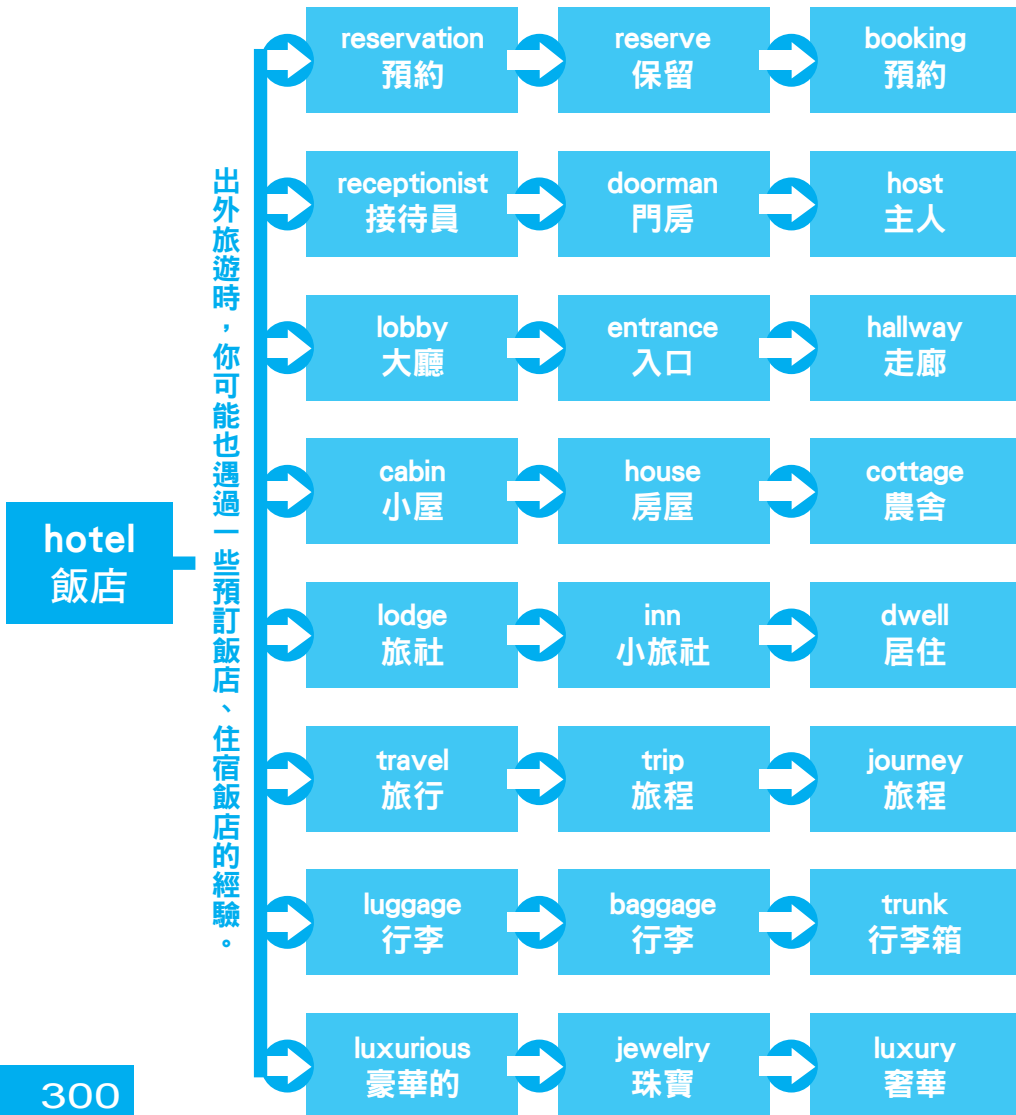 hotel
飯店
出外旅遊時，你可能也遇過一些預訂飯店、住宿飯店的經驗。
reservation
預約
reserve
保留
booking
預約
receptionist
接待員
doorman
門房
host
主人
lobby
大廳
entrance
入口
hallway
走廊
cabin
小屋
house
房屋
cottage
農舍
lodge
旅社
inn
小旅社
dwell
居住
travel
旅行
trip
旅程
journey
旅程
luggage
行李
baggage
行李
trunk
行李箱
luxurious
豪華的
jewelry
珠寶
luxury
奢華
300